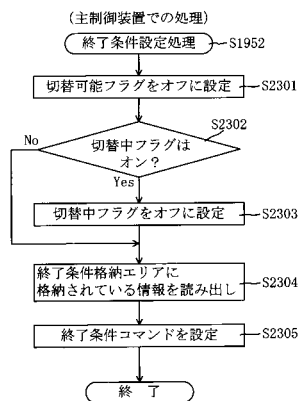 (主制御装置での処理)
終了条件設定処理 S1952
切替可能フラグをオフに設定 S2301
S2302
切替中フラグは
オン?
No
Yes
切替中フラグをオフに設定 S2303
終了条件格納エリアに
格納されている情報を読み出し S2304
終了条件コマンドを設定 S2305
終 了